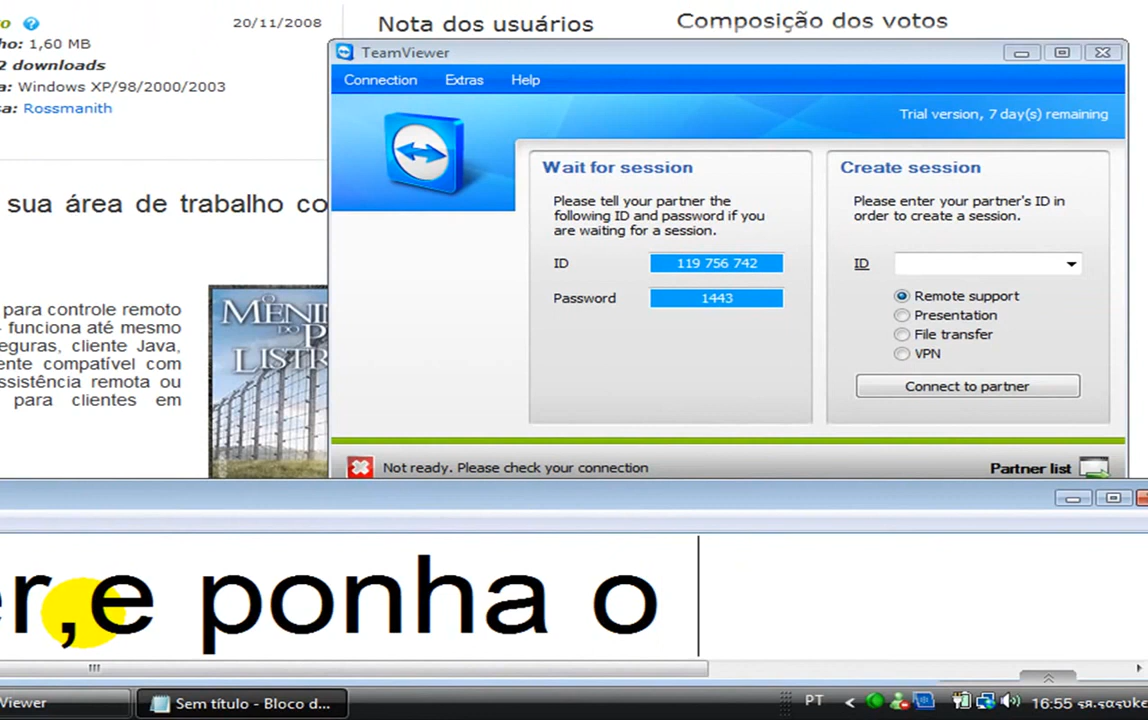 20/11/2008
1,60 MB
2 downloads
Windows XP/98/2000/2003
Rossmanith
Nota dos usuários
Composição dos votos
sua área de trabalho
para controle remoto
funciona até mesmo
cliente Java,
compatível com
remota ou
para clientes em
MENIN
DO P
LISTR
TeamViewer
Connection Extras Help
Trial version, 7 day(s) remaining
Wait for session
Please tell your partner the
following ID and password if you
are waiting for a session.
ID 119 756 742
Password 1443
Create session
Please enter your partner's ID in
order to create a session.
ID
Remote support
Presentation
File transfer
VPN
Connect to partner
Not ready. Please check your connection
Partner list
r,e ponha o
Viewer
Sem título - Bloco d...
PT
16:55